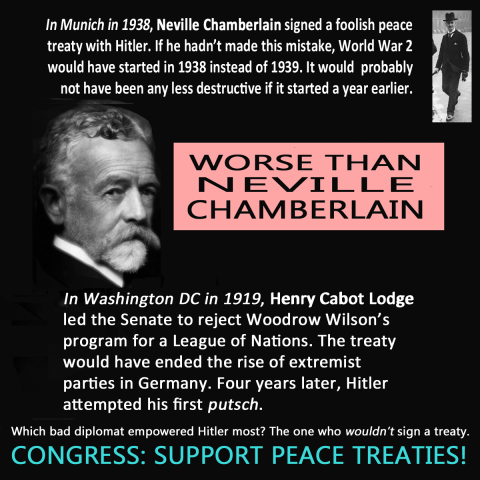 In Munich in 1938, Neville Chamberlain signed a foolish peace
treaty with Hitler. If he hadn't made this mistake, World War 2
would have started in 1938 instead of 1939. It would probably
not have been any less destructive if it started a year earlier.
WORSE THAN
NEVILLE
CHAMBERLAIN
In Washington DC in 1919, Henry Cabot Lodge
led the Senate to reject Woodrow Wilson's
program for a League of Nations. The treaty
would have ended the rise of extremist
parties in Germany. Four years later, Hitler
attempted his first putsch.
Which bad diplomat empowered Hitler most? The one who wouldn't sign a treaty.
CONGRESS: SUPPORT PEACE TREATIES!